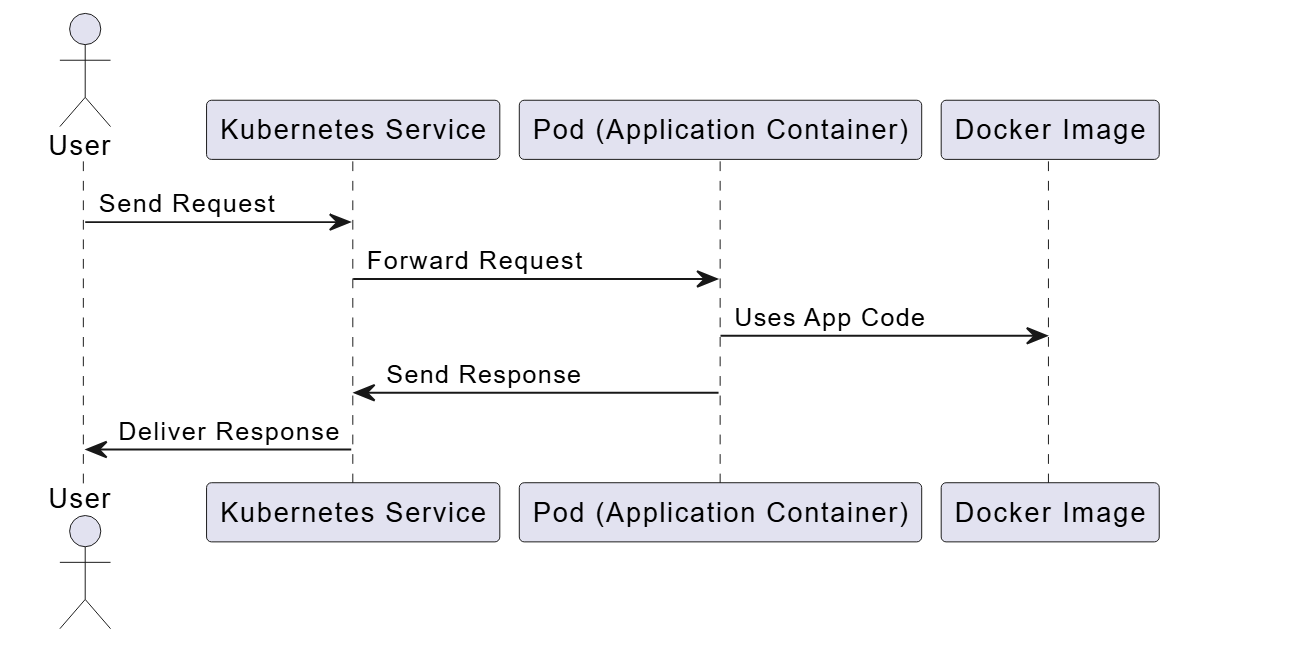 User
Kubernetes Service
Pod (Application Container)
Docker Image
Send Request
Forward Request
Uses App Code
Send Response
Deliver Response
User
Kubernetes Service
Pod (Application Container)
Docker Image